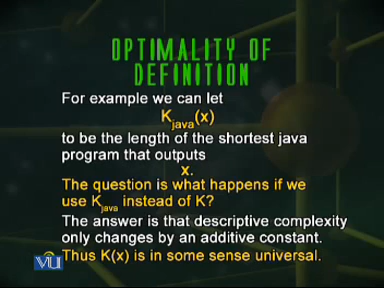 OPTIMALITY OF
DEFINITION
For example we can let
Kjava(x)
to be the length of the shortest java
program that outputs
x.
The question is what happens if we
use Kjava instead of K?
The answer is that descriptive complexity
only changes by an additive constant.
Thus K(x) is in some sense universal.
VU